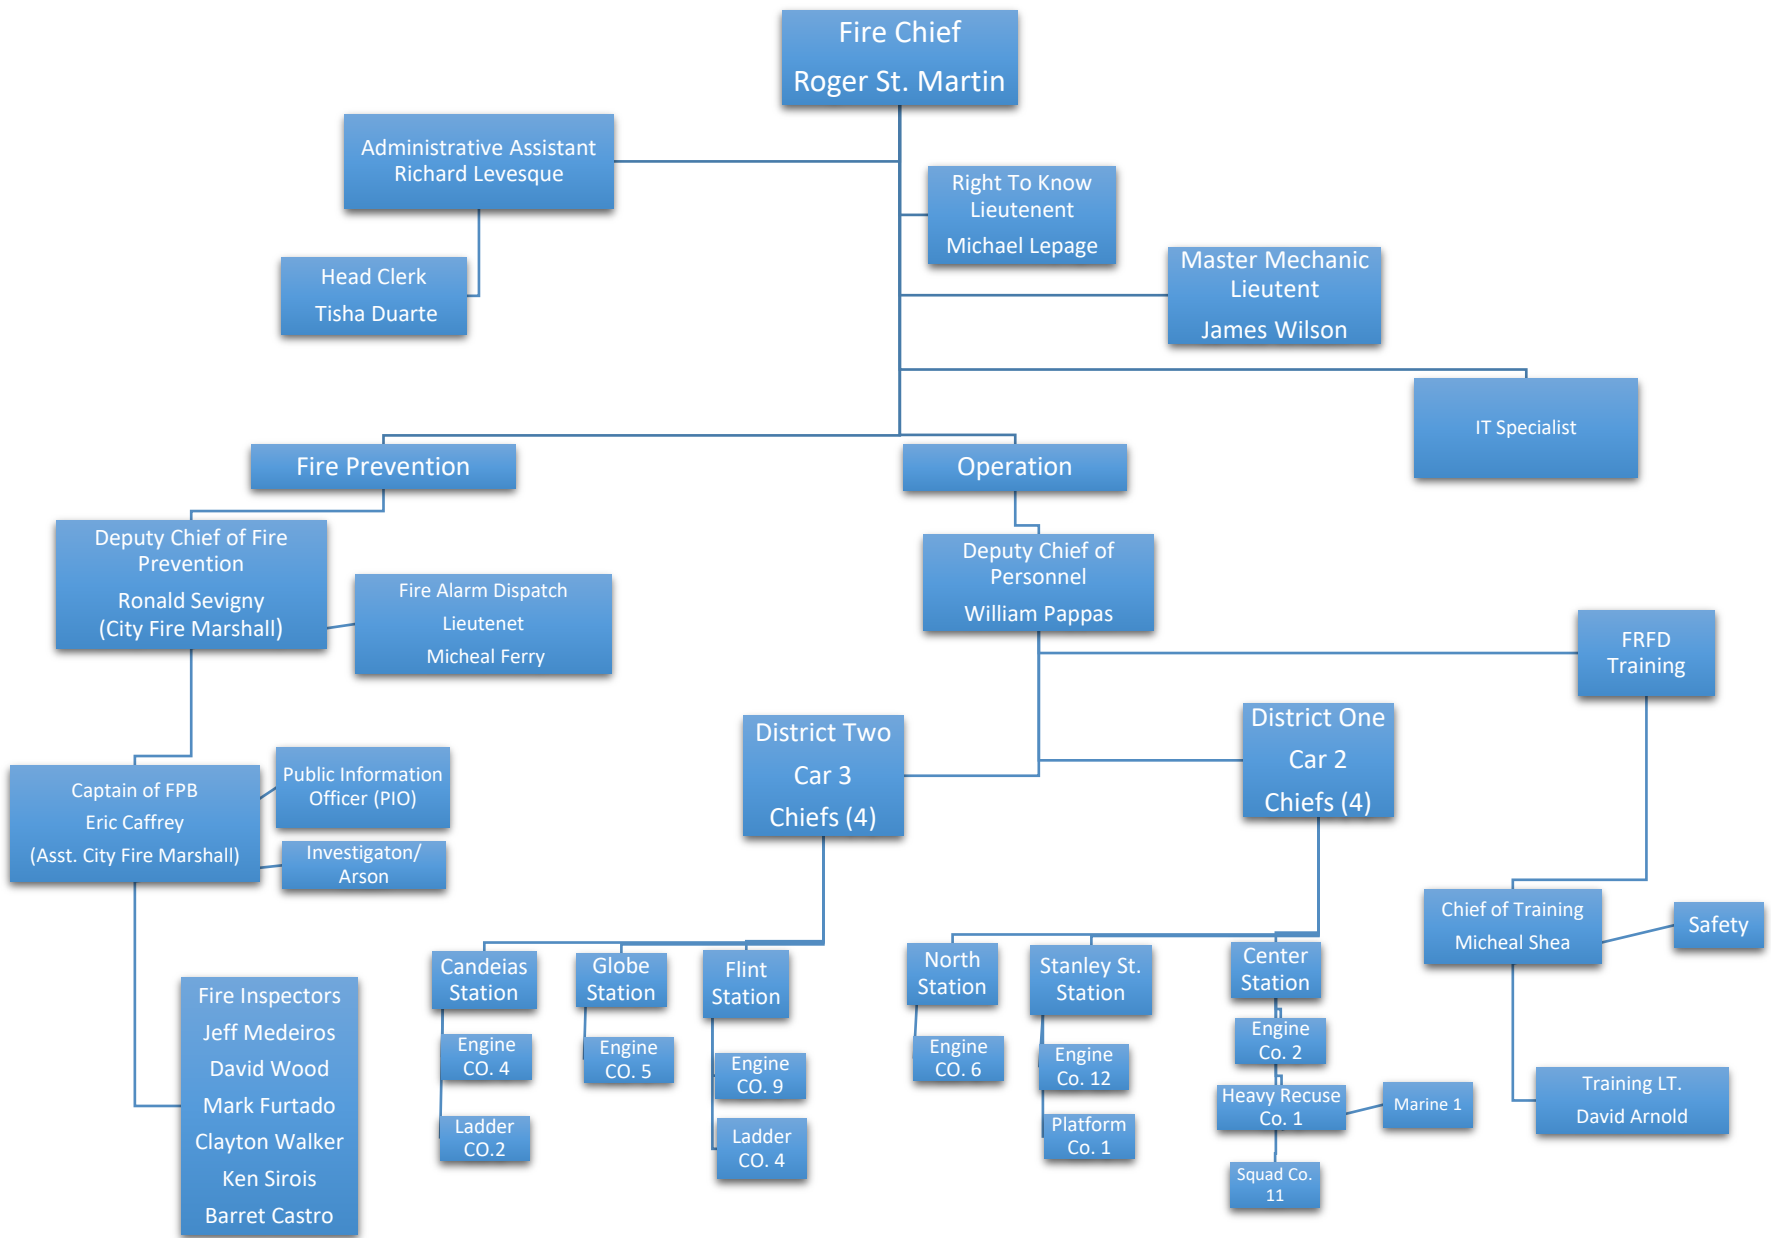 Fire Chief
Roger St. Martin
Administrative Assistant
Richard Levesque
Right To Know
Lieutenent
Michael Lepage
Head Clerk
Tisha Duarte
Master Mechanic
Lieutent
James Wilson
IT Specialist
Fire Prevention
Operation
Deputy Chief of Fire
Prevention
Ronald Sevigny
(City Fire Marshall)
Fire Alarm Dispatch
Lieutenet
Micheal Ferry
Deputy Chief of
Personnel
William Pappas
FRFD
Training
District Two
Car 3
Chiefs (4)
District One
Car 2
Chiefs (4)
Captain of FPB
Eric Caffrey
(Asst. City Fire Marshall)
Public Information
Officer (PIO)
Investigaton/
Arson
Chief of Training
Micheal Shea
Safety
Candeias
Station
Globe
Station
Flint
Station
North
Station
Stanley St.
Station
Center
Station
Fire Inspectors
Jeff Medeiros
David Wood
Mark Furtado
Clayton Walker
Ken Sirois
Barret Castro
Engine
CO. 4
Ladder
CO.2
Engine
CO. 5
Engine
CO. 9
Ladder
CO. 4
Engine
CO. 6
Engine
Co. 12
Platform
Co. 1
Engine
Co. 2
Heavy Recuse
Co. 1
Marine 1
Squad Co.
11
Training LT.
David Arnold